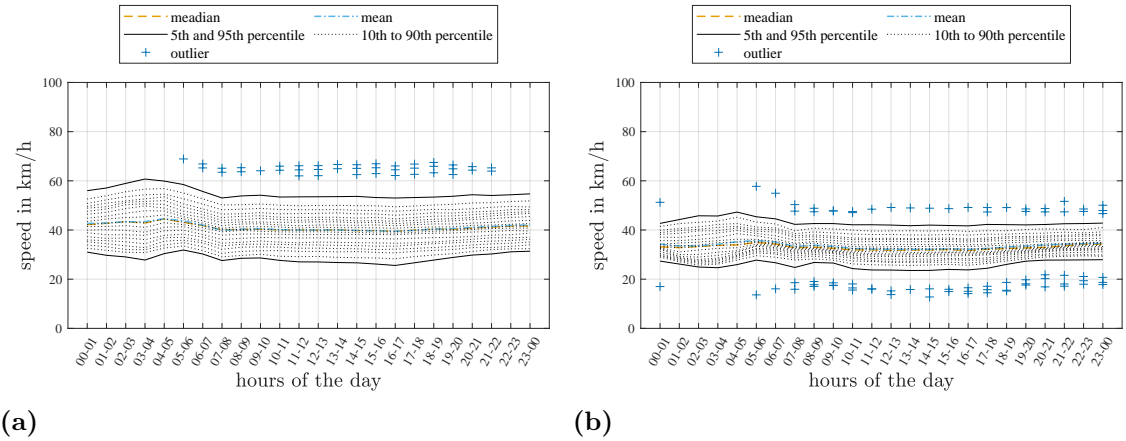 meadian mean
5th and 95th percentile 10th to 90th percentile
outlier
100
80
60
40
20
0
speed in km/h
00-01 01-02 02-03 03-04 04-05 05-06 06-07 07-08 08-09 09-10 10-11 11-12 12-13 13-14 14-15 15-16 16-17 17-18 18-19 19-20 20-21 21-22 22-23 23-00
hours of the day
(a)
meadian mean
5th and 95th percentile 10th to 90th percentile
outlier
100
80
60
40
20
0
speed in km/h
00-01 01-02 02-03 03-04 04-05 05-06 06-07 07-08 08-09 09-10 10-11 11-12 12-13 13-14 14-15 15-16 16-17 17-18 18-19 19-20 20-21 21-22 22-23 23-00
hours of the day
(b)